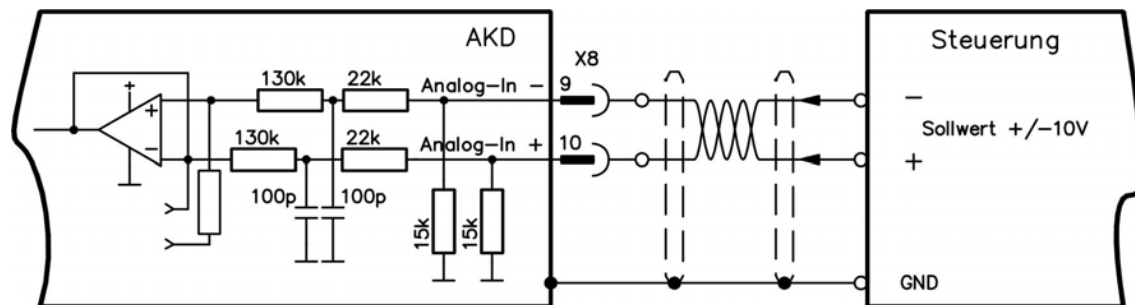 AKD
X8
Steuerung
130k
22k
Analog-In -
9
-
+
130k
22k
Analog-In +
10
Sollwert +/-10V
-
+
100p
100p
15k
15k
GND
+